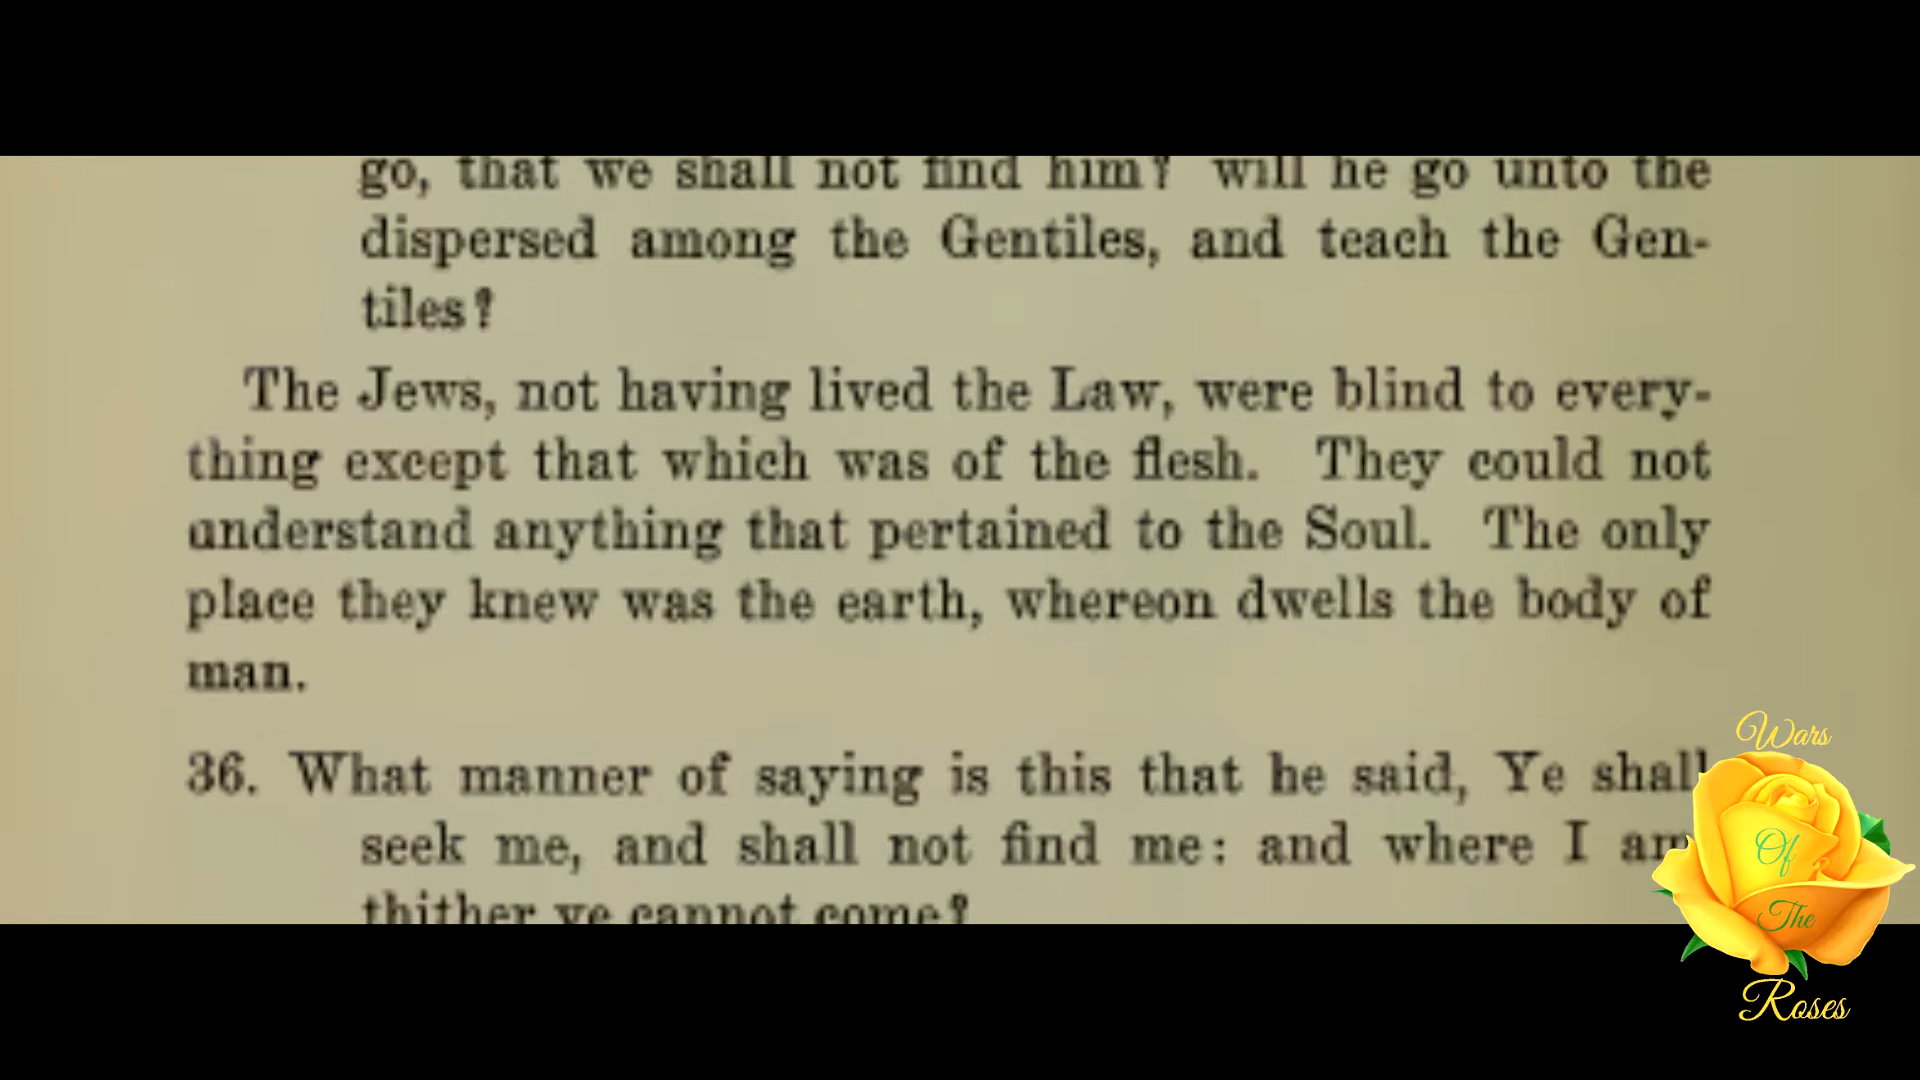 go, that we shall not find him? will he go unto the
dispersed among the Gentiles, and teach the Gen-
tiles?
The Jews, not having lived the Law, were blind to every-
thing except that which was of the flesh. They could not
understand anything that pertained to the Soul. The only
place they knew was the earth, whereon dwells the body of
man.
36. What manner of saying is this that he said, Ye shall
seek me, and shall not find me: and where I am
thither ye cannot come?
Wars
Of
The
Roses